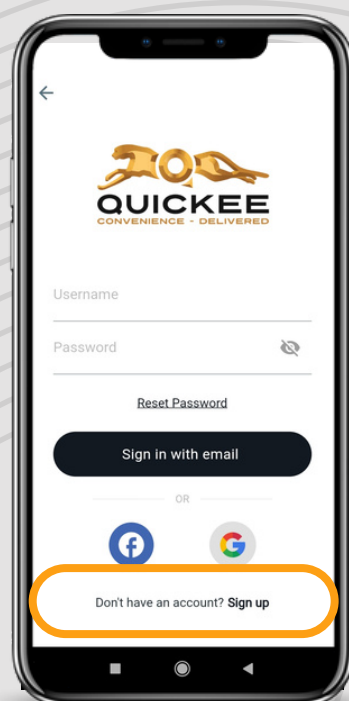 QUICKEE
CONVENIENCE - DELIVERED
Username
Password
Reset Password
Sign in with email
OR
Don't have an account? Sign up